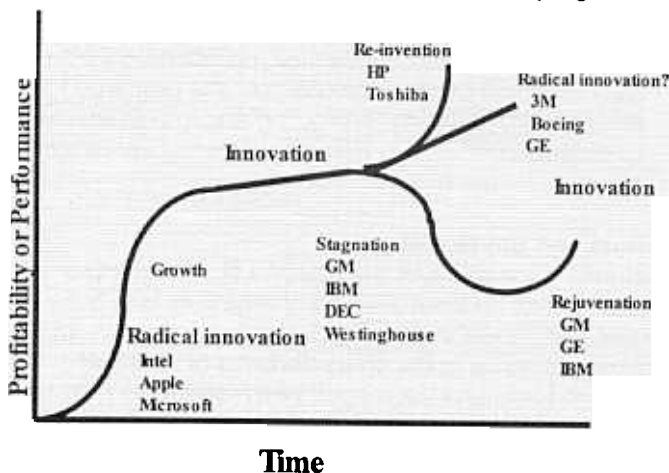 Profitability or Performance
Re-invention
HP
Toshiba
Radical innovation?
3M
Boeing
GE
Innovation
Innovation
Growth
Stagnation
GM
IBM
DEC
Westinghouse
Radical innovation
Intel
Apple
Microsoft
Rejuvenation
GM
GE
IBM
Time